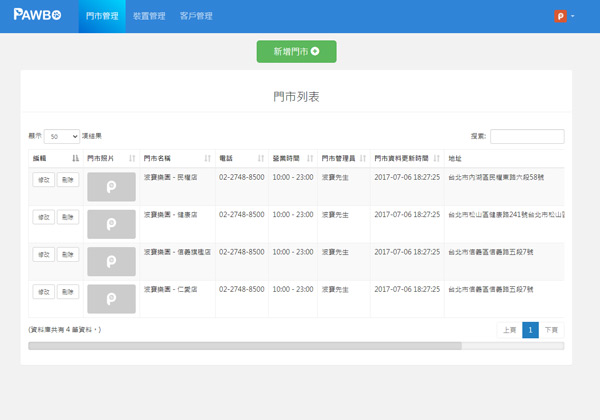 PAWBO 門市管理 裝置管理 客戶管理
新增門市
門市列表
顯示 50 項結果 搜索:
編輯 門市照片 門市名稱 電話 營業時間 門市管理員 門市資料更新時間 地址
修改 刪除 波寶樂園 - 民權店 02-2748-8500 10:00 - 23:00 波寶先生 2017-07-06 18:27:25 台北市內湖區民權東路六段58號
修改 刪除 波寶樂園 - 健康店 02-2748-8500 10:00 - 23:00 波寶先生 2017-07-06 18:27:25 台北市松山區健康路241號台北市松山區
修改 刪除 波寶樂園 - 信義旗艦店 02-2748-8500 10:00 - 23:00 波寶先生 2017-07-06 18:27:25 台北市信義區信義路五段7號
修改 刪除 波寶樂園 - 仁愛店 02-2748-8500 10:00 - 23:00 波寶先生 2017-07-06 18:27:25 台北市信義區信義路五段7號
(資料庫共有 4 筆資料。) 上頁 1 下頁